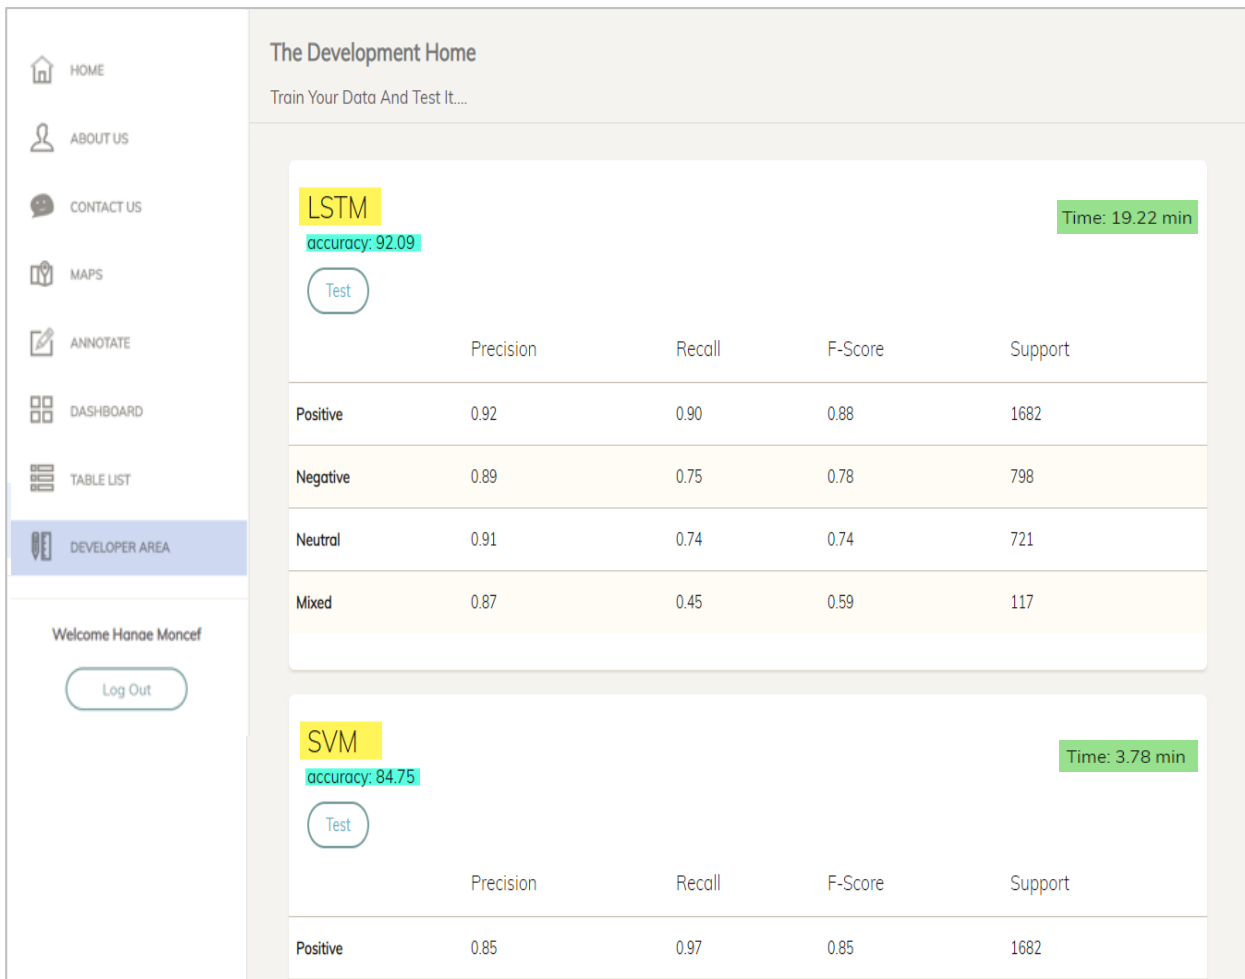 HOME
ABOUT US
CONTACT US
MAPS
ANNOTATE
DASHBOARD
TABLE LIST
DEVELOPER AREA
Welcome Hanae Moncef
Log Out
The Development Home
Train Your Data And Test It....
LSTM
Time: 19.22 min
accuracy: 92.09
Test
Precision Recall F-Score Support
Positive 0.92 0.90 0.88 1682
Negative 0.89 0.75 0.78 798
Neutral 0.91 0.74 0.74 721
Mixed 0.87 0.45 0.59 117
SVM
Time: 3.78 min
accuracy: 84.75
Test
Precision Recall F-Score Support
Positive 0.85 0.97 0.85 1682